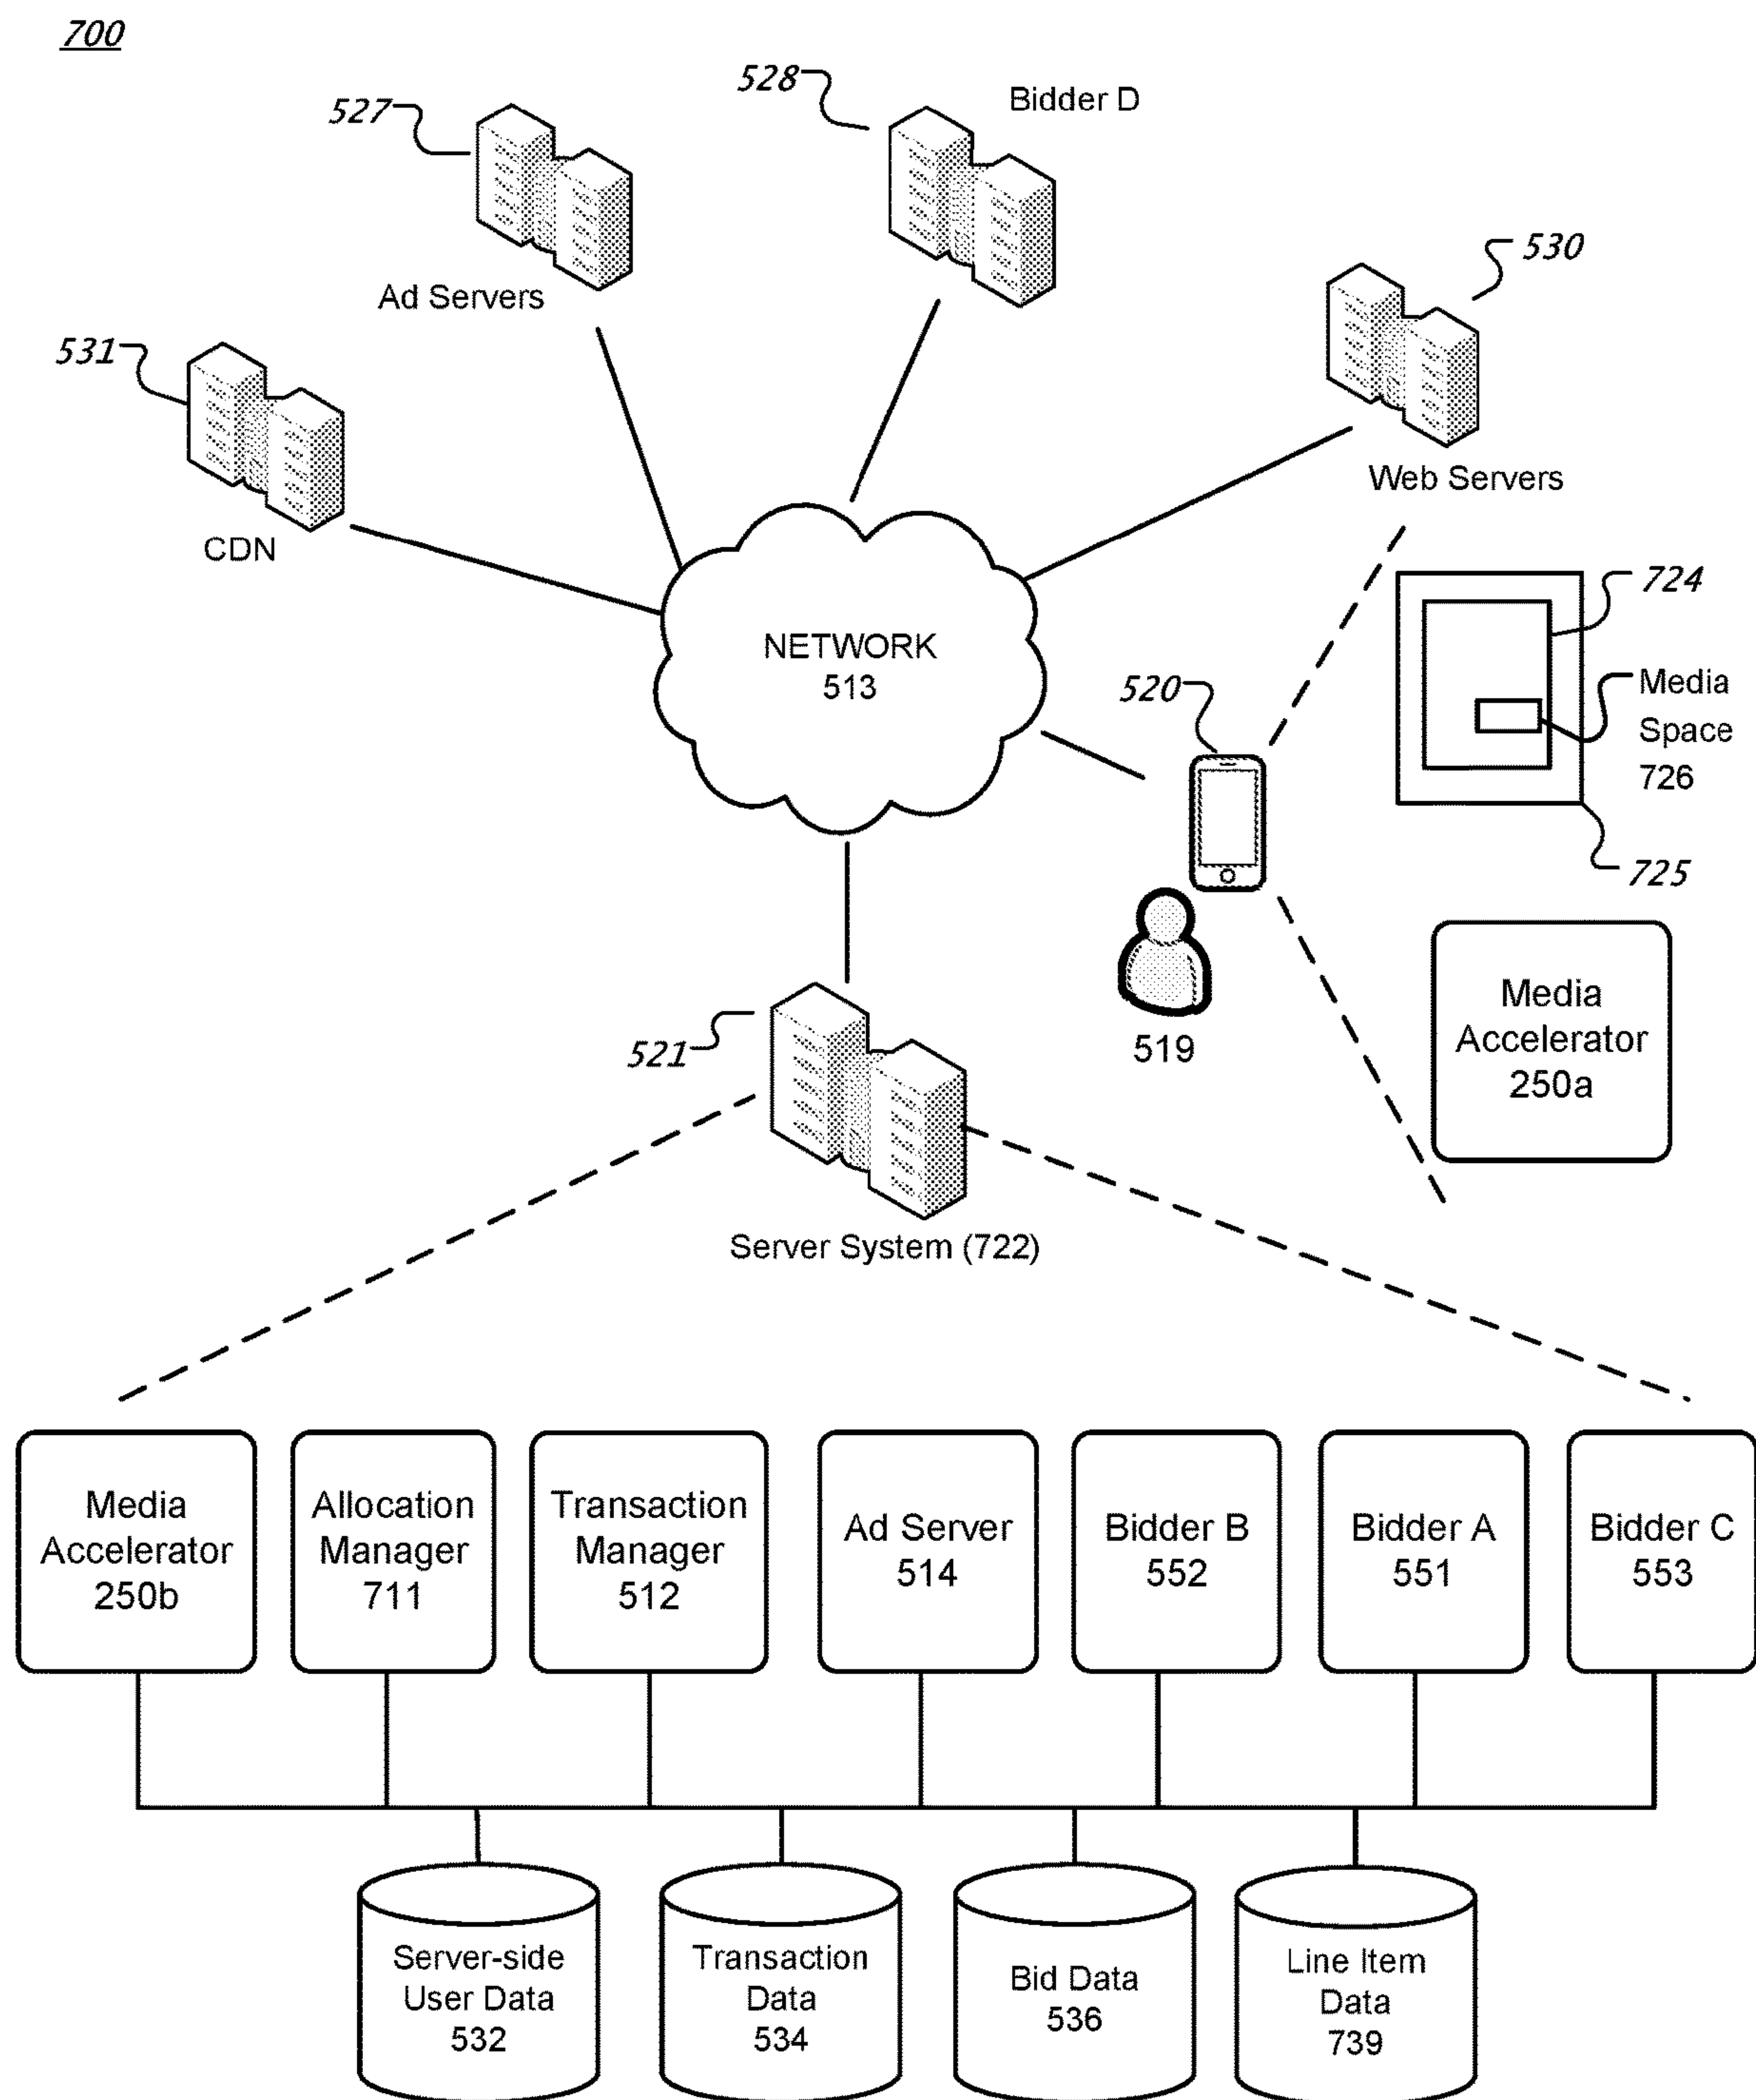 700
528
Bidder D
527
530
Ad Servers
531
Web Servers
CDN
724
NETWORK
513
Media
Space
726
520
725
Media
Accelerator
250a
519
521
Server System (722)
Media
Accelerator
250b
Allocation
Manager
711
Transaction
Manager
512
Ad Server
514
Bidder B
552
Bidder A
551
Bidder C
553
Server-side
User Data
532
Transaction
Data
534
Bid Data
536
Line Item
Data
739